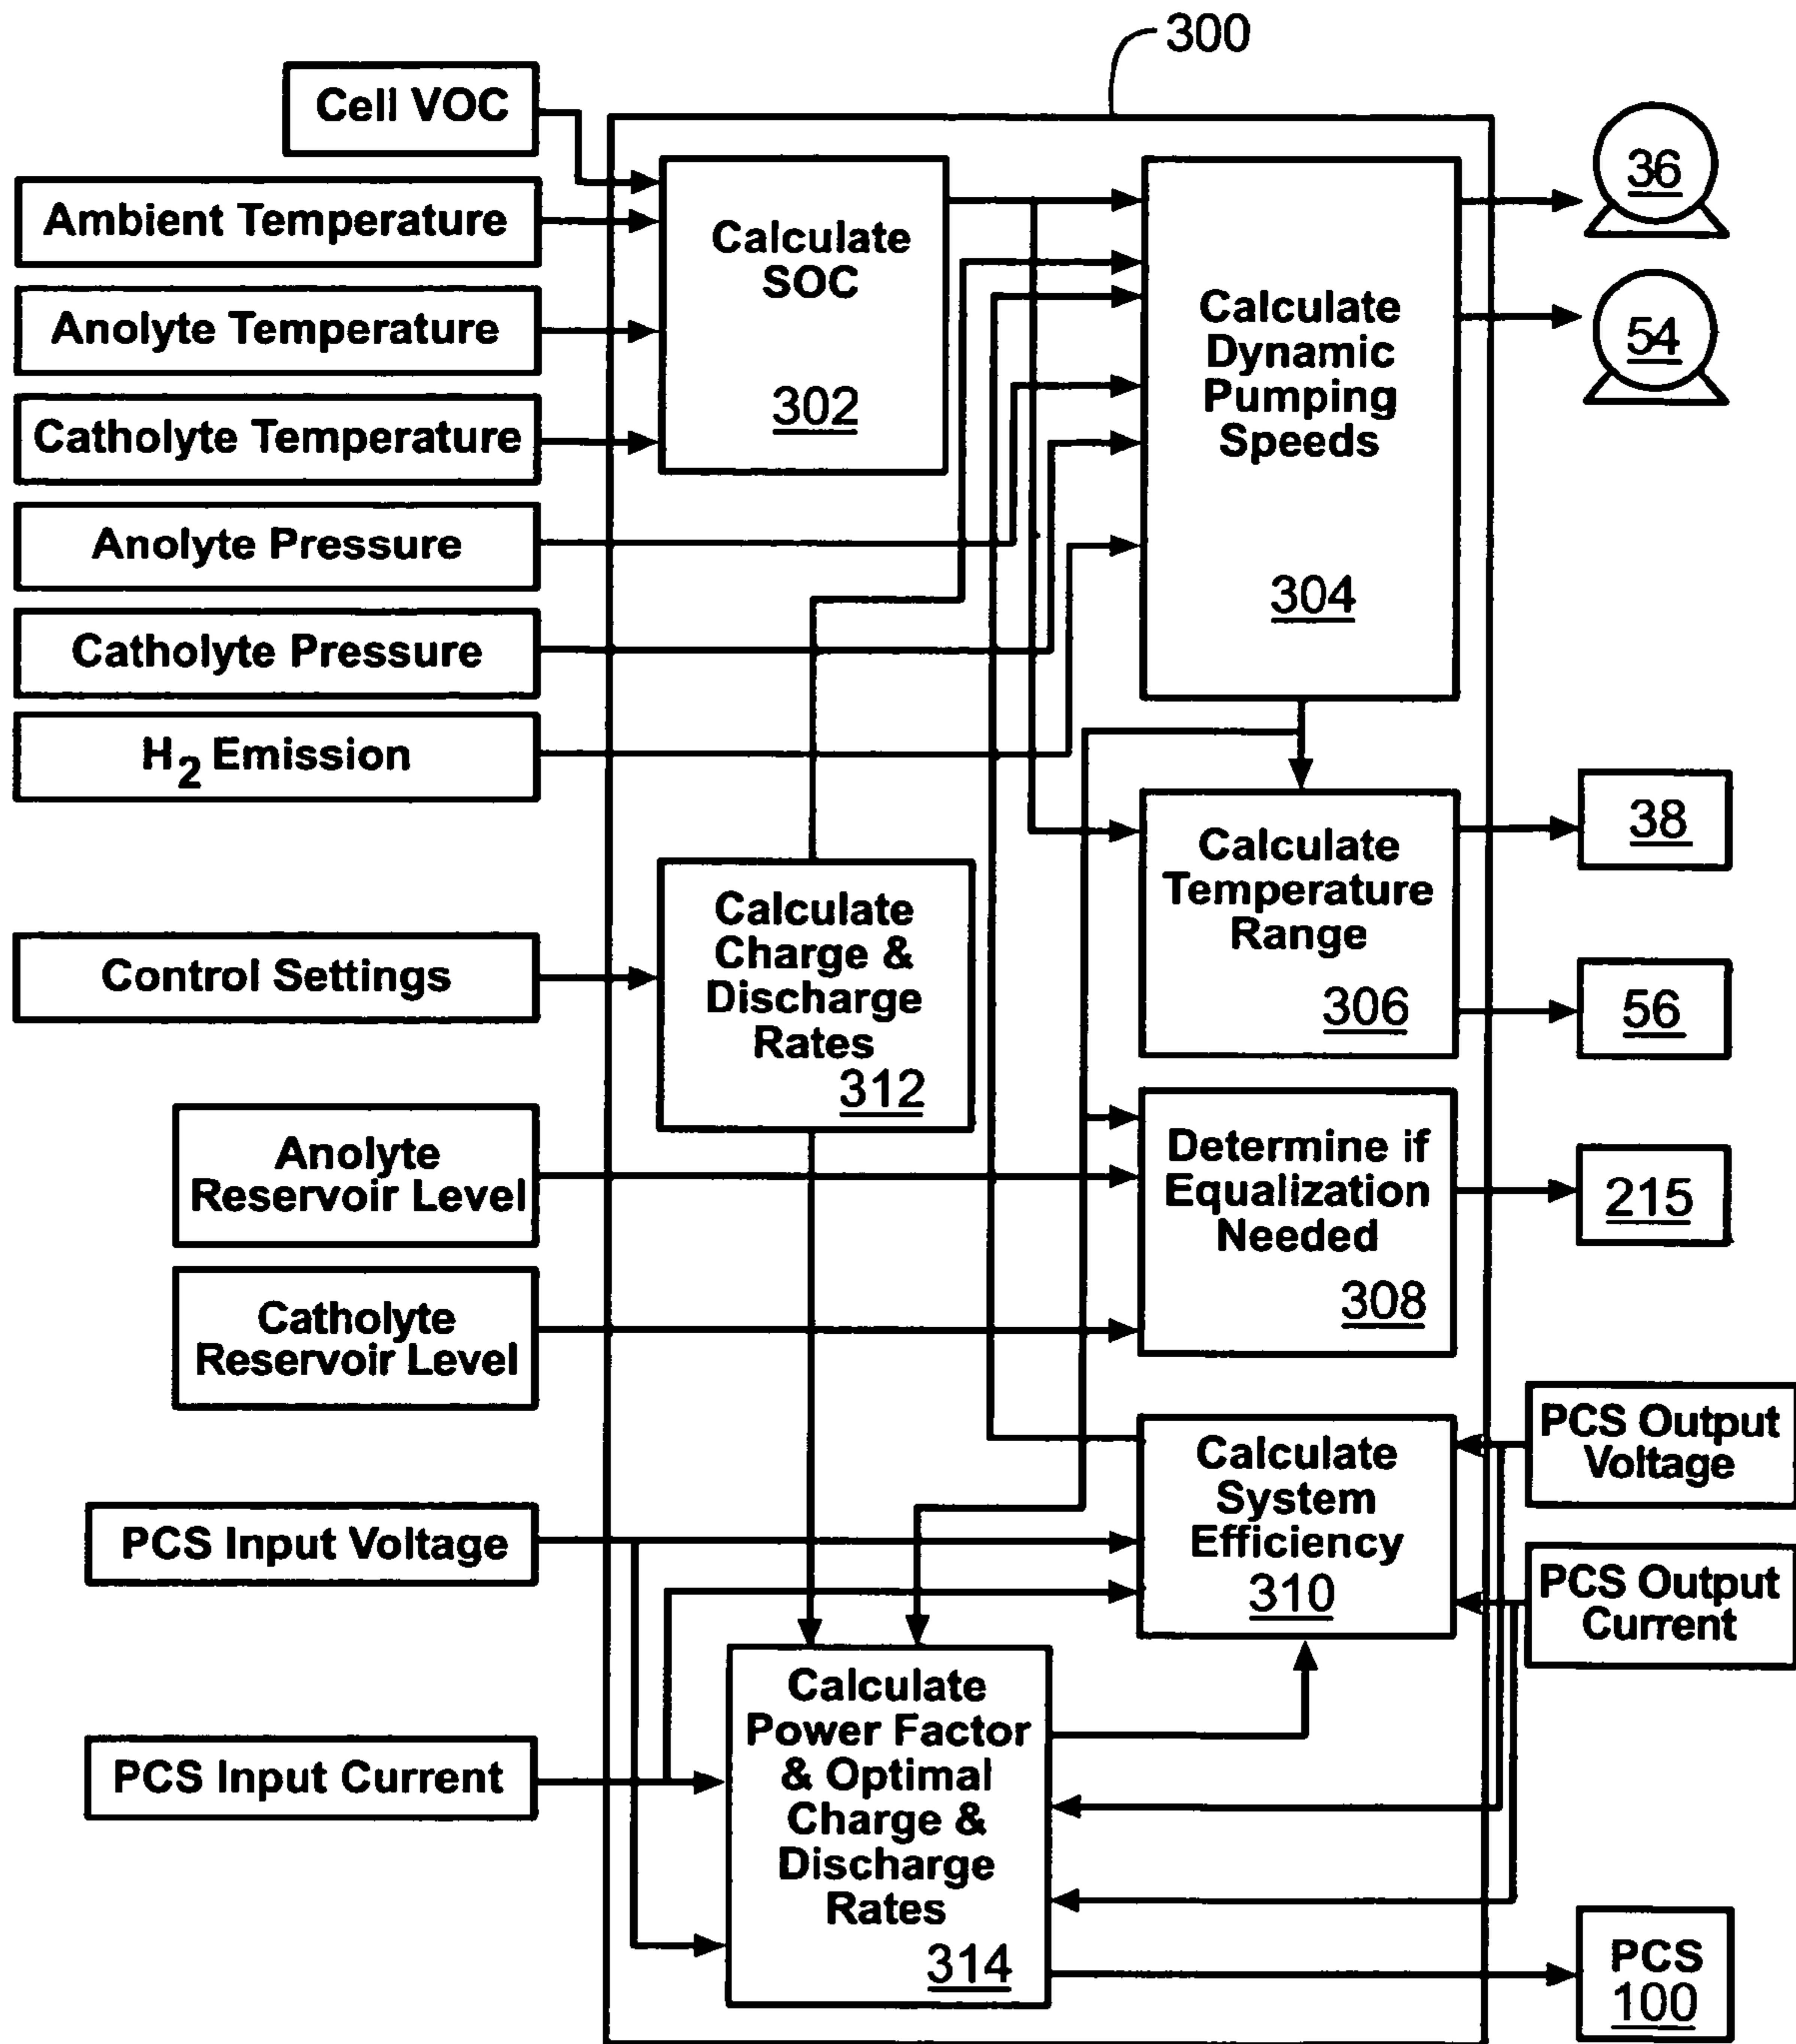 300
Cell VOC
Ambient Temperature
Anolyte Temperature
Catholyte Temperature
Anolyte Pressure
Catholyte Pressure
H2 Emission
Control Settings
Anolyte
Reservoir Level
Catholyte
Reservoir Level
PCS Input Voltage
PCS Input Current
Calculate
SOC
302
Calculate
Charge &
Discharge
Rates
312
Calculate
Power Factor
& Optimal
Charge &
Discharge
Rates
314
Calculate
Dynamic
Pumping
Speeds
304
Calculate
Temperature
Range
306
Determine if
Equalization
Needed
308
Calculate
System
Efficiency
310
36
54
38
56
215
PCS Output
Voltage
PCS Output
Current
PCS
100